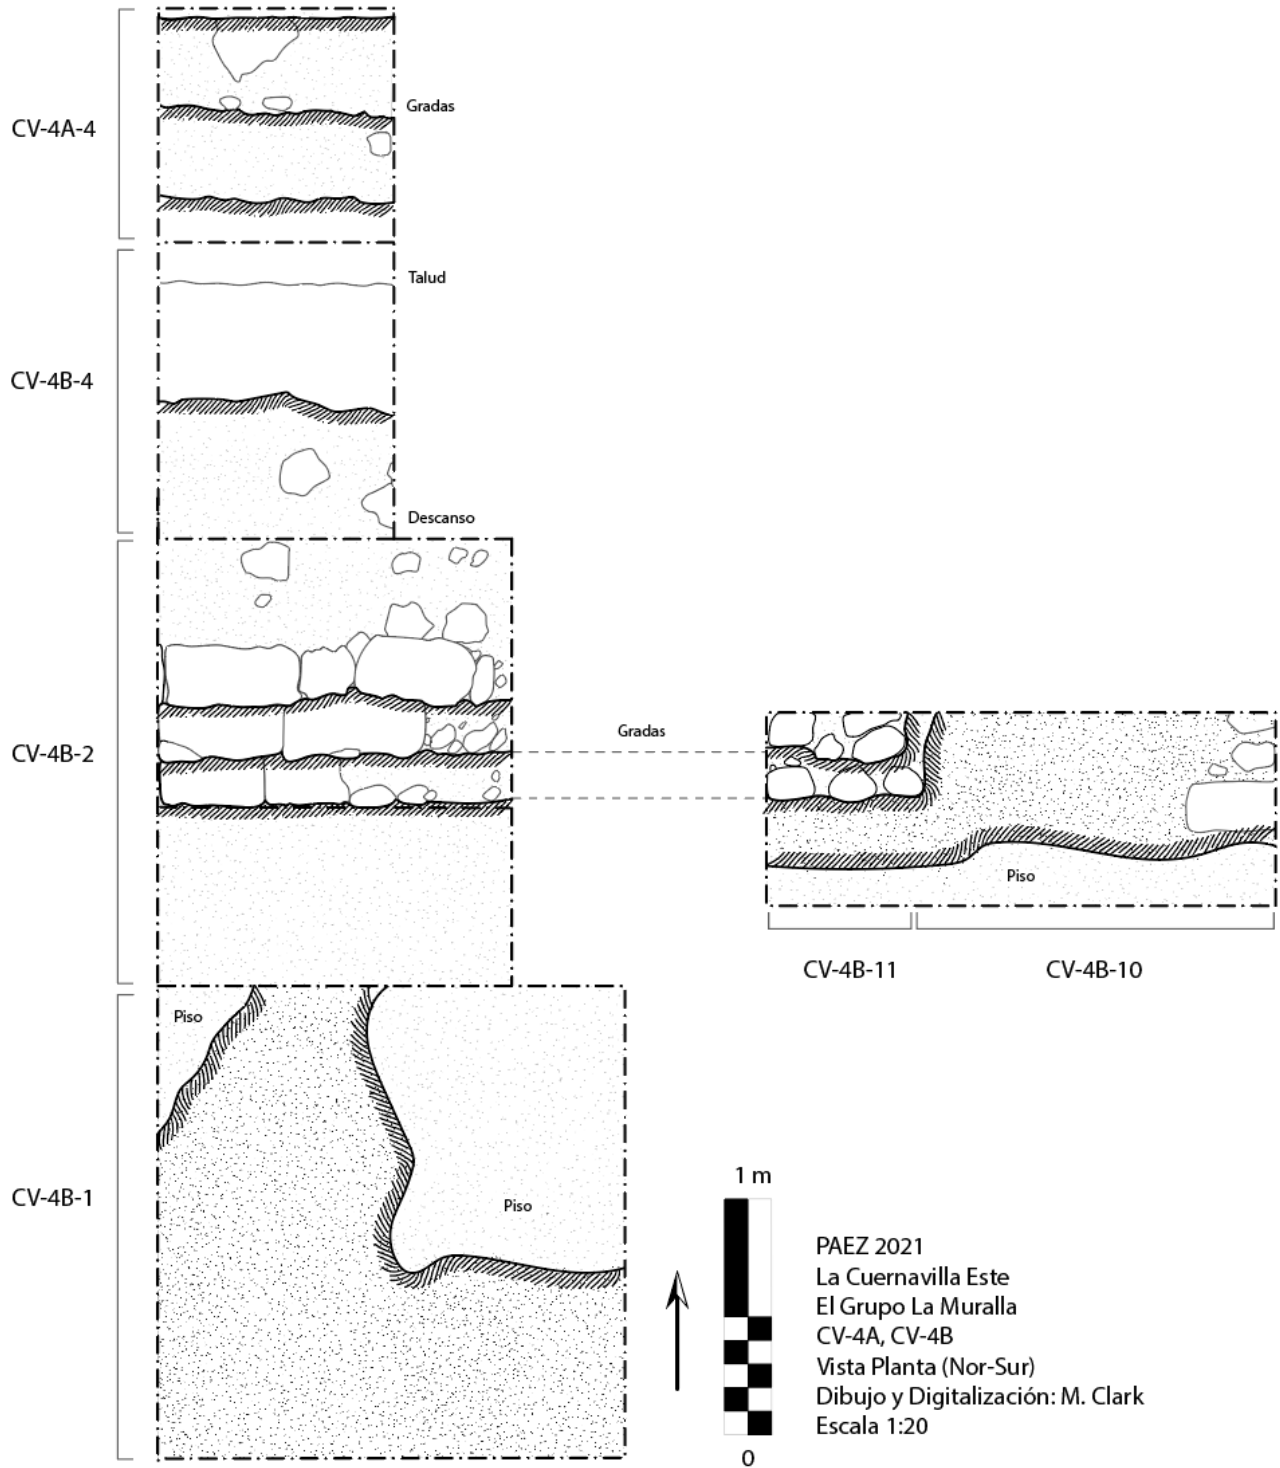 CV-4A-4
Gradas
Talud
CV-4B-4
Descanso
CV-4B-2
Gradas
Piso
CV-4B-11
CV-4B-10
Piso
CV-4B-1
Piso
1 m
PAEZ 2021
La Cuernavilla Este
El Grupo La Muralla
CV-4A, CV-4B
Vista Planta (Nor-Sur)
Dibujo y Digitalización: M. Clark
Escala 1:20
0